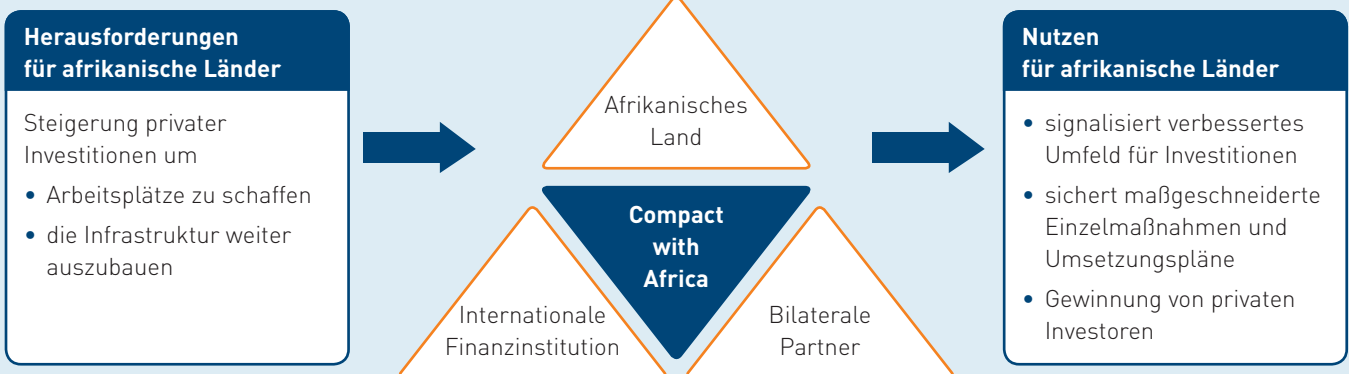 Herausforderungen
für afrikanische Länder
Steigerung privater
Investitionen um
• Arbeitsplätze zu schaffen
• die Infrastruktur weiter
auszubauen
Afrikanisches
Land
Compact
with
Africa
Internationale
Finanzinstitution
Bilaterale
Partner
Nutzen
für afrikanische Länder
• signalisiert verbessertes
Umfeld für Investitionen
• sichert maßgeschneiderte
Einzelmaßnahmen und
Umsetzungspläne
• Gewinnung von privaten
Investoren